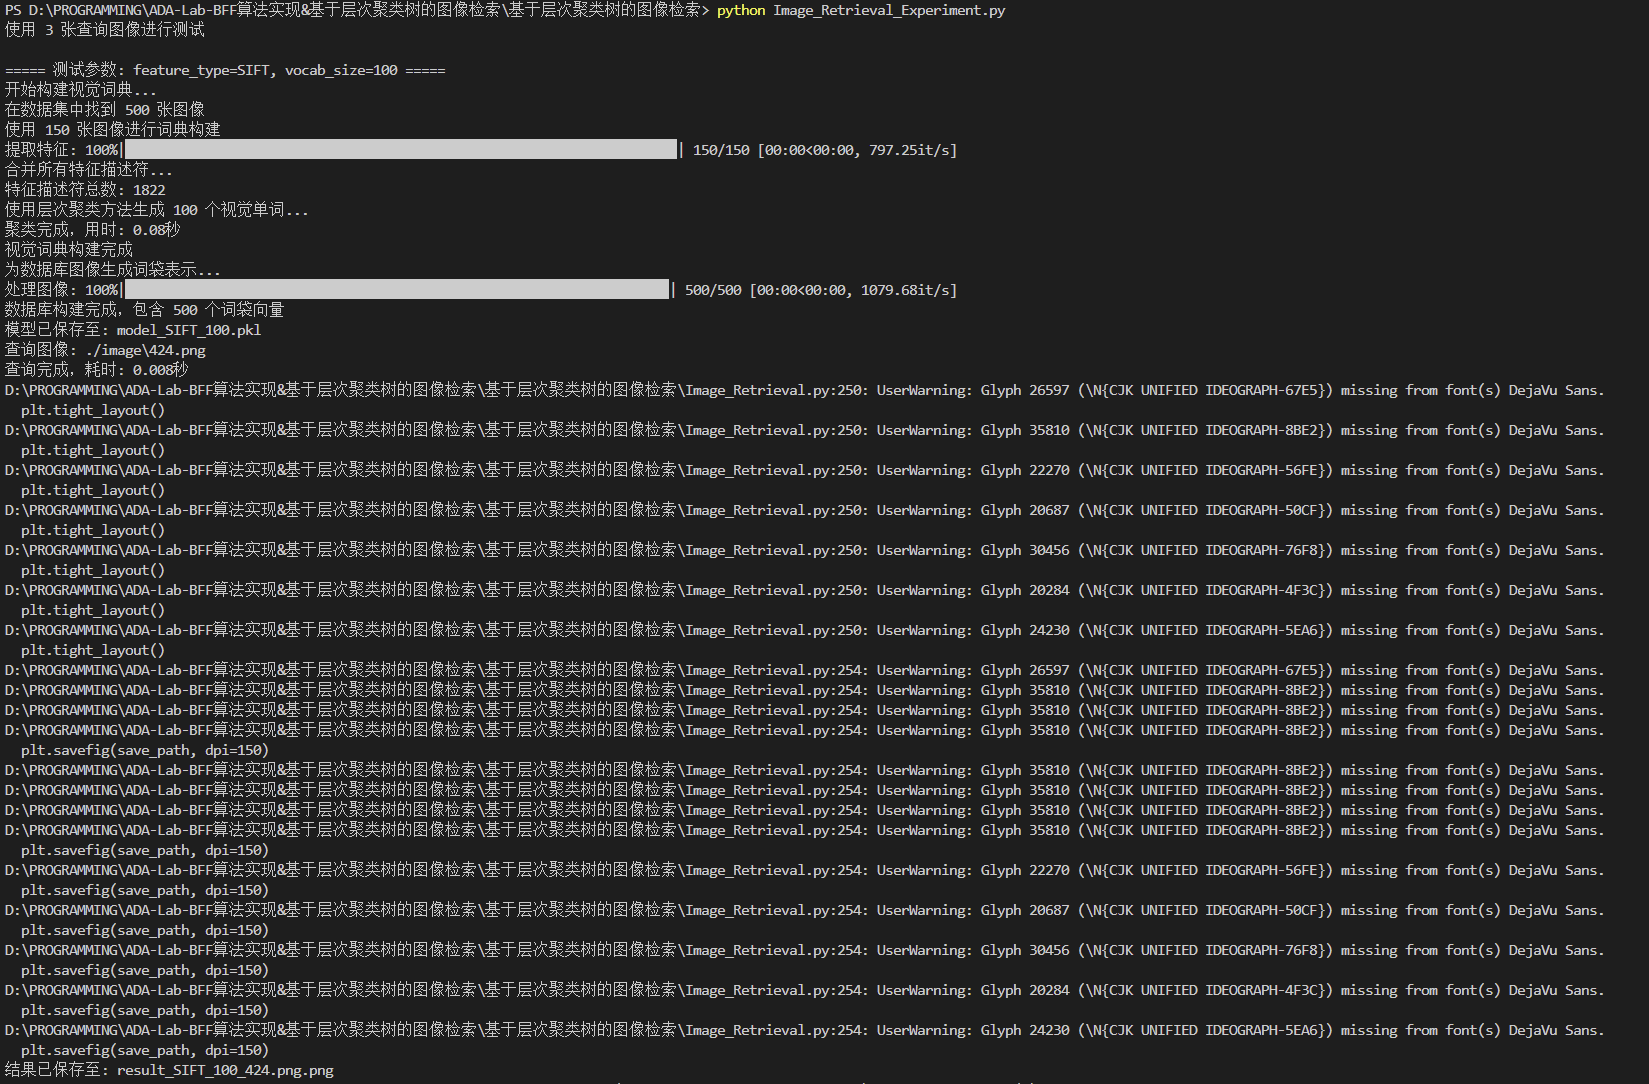 PS D:\PROGRAMMING\ADA-Lab-BFF算法实现&基于层次聚类树的图像检索\基于层次聚类树的图像检索> python Image_Retrieval_Experiment.py
使用 3 张查询图像进行测试
===== 测试参数: feature_type=SIFT, vocab_size=100 =====
开始构建视觉词典...
在数据集中找到 500 张图像
使用 150 张图像进行词典构建
提取特征: 100%|| 150/150 [00:00<00:00, 797.25it/s]
合并所有特征描述符...
特征描述符总数: 1822
使用层次聚类方法生成 100 个视觉单词...
聚类完成，用时: 0.08秒
视觉词典构建完成
为数据库图像生成词袋表示...
处理图像: 100%|| 500/500 [00:00<00:00, 1079.68it/s]
数据库构建完成，包含 500 个词袋向量
模型已保存至: model_SIFT_100.pkl
查询图像: ./image\424.png
查询完成，耗时: 0.008秒
D:\PROGRAMMING\ADA-Lab-BFF算法实现&基于层次聚类树的图像检索\基于层次聚类树的图像检索\Image_Retrieval.py:250: UserWarning: Glyph 26597 (\N{CJK UNIFIED IDEOGRAPH-67E5}) missing from font(s) DejaVu Sans.
plt.tight_layout()
D:\PROGRAMMING\ADA-Lab-BFF算法实现&基于层次聚类树的图像检索\基于层次聚类树的图像检索\Image_Retrieval.py:250: UserWarning: Glyph 35810 (\N{CJK UNIFIED IDEOGRAPH-8BE2}) missing from font(s) DejaVu Sans.
plt.tight_layout()
D:\PROGRAMMING\ADA-Lab-BFF算法实现&基于层次聚类树的图像检索\基于层次聚类树的图像检索\Image_Retrieval.py:250: UserWarning: Glyph 22270 (\N{CJK UNIFIED IDEOGRAPH-56FE}) missing from font(s) DejaVu Sans.
plt.tight_layout()
D:\PROGRAMMING\ADA-Lab-BFF算法实现&基于层次聚类树的图像检索\基于层次聚类树的图像检索\Image_Retrieval.py:250: UserWarning: Glyph 20687 (\N{CJK UNIFIED IDEOGRAPH-50CF}) missing from font(s) DejaVu Sans.
plt.tight_layout()
D:\PROGRAMMING\ADA-Lab-BFF算法实现&基于层次聚类树的图像检索\基于层次聚类树的图像检索\Image_Retrieval.py:250: UserWarning: Glyph 30456 (\N{CJK UNIFIED IDEOGRAPH-76F8}) missing from font(s) DejaVu Sans.
plt.tight_layout()
D:\PROGRAMMING\ADA-Lab-BFF算法实现&基于层次聚类树的图像检索\基于层次聚类树的图像检索\Image_Retrieval.py:250: UserWarning: Glyph 20284 (\N{CJK UNIFIED IDEOGRAPH-4F3C}) missing from font(s) DejaVu Sans.
plt.tight_layout()
D:\PROGRAMMING\ADA-Lab-BFF算法实现&基于层次聚类树的图像检索\基于层次聚类树的图像检索\Image_Retrieval.py:250: UserWarning: Glyph 24230 (\N{CJK UNIFIED IDEOGRAPH-5EA6}) missing from font(s) DejaVu Sans.
plt.tight_layout()
D:\PROGRAMMING\ADA-Lab-BFF算法实现&基于层次聚类树的图像检索\基于层次聚类树的图像检索\Image_Retrieval.py:254: UserWarning: Glyph 26597 (\N{CJK UNIFIED IDEOGRAPH-67E5}) missing from font(s) DejaVu Sans.
D:\PROGRAMMING\ADA-Lab-BFF算法实现&基于层次聚类树的图像检索\基于层次聚类树的图像检索\Image_Retrieval.py:254: UserWarning: Glyph 35810 (\N{CJK UNIFIED IDEOGRAPH-8BE2}) missing from font(s) DejaVu Sans.
D:\PROGRAMMING\ADA-Lab-BFF算法实现&基于层次聚类树的图像检索\基于层次聚类树的图像检索\Image_Retrieval.py:254: UserWarning: Glyph 35810 (\N{CJK UNIFIED IDEOGRAPH-8BE2}) missing from font(s) DejaVu Sans.
D:\PROGRAMMING\ADA-Lab-BFF算法实现&基于层次聚类树的图像检索\基于层次聚类树的图像检索\Image_Retrieval.py:254: UserWarning: Glyph 35810 (\N{CJK UNIFIED IDEOGRAPH-8BE2}) missing from font(s) DejaVu Sans.
plt.savefig(save_path, dpi=150)
D:\PROGRAMMING\ADA-Lab-BFF算法实现&基于层次聚类树的图像检索\基于层次聚类树的图像检索\Image_Retrieval.py:254: UserWarning: Glyph 35810 (\N{CJK UNIFIED IDEOGRAPH-8BE2}) missing from font(s) DejaVu Sans.
D:\PROGRAMMING\ADA-Lab-BFF算法实现&基于层次聚类树的图像检索\基于层次聚类树的图像检索\Image_Retrieval.py:254: UserWarning: Glyph 35810 (\N{CJK UNIFIED IDEOGRAPH-8BE2}) missing from font(s) DejaVu Sans.
D:\PROGRAMMING\ADA-Lab-BFF算法实现&基于层次聚类树的图像检索\基于层次聚类树的图像检索\Image_Retrieval.py:254: UserWarning: Glyph 35810 (\N{CJK UNIFIED IDEOGRAPH-8BE2}) missing from font(s) DejaVu Sans.
D:\PROGRAMMING\ADA-Lab-BFF算法实现&基于层次聚类树的图像检索\基于层次聚类树的图像检索\Image_Retrieval.py:254: UserWarning: Glyph 35810 (\N{CJK UNIFIED IDEOGRAPH-8BE2}) missing from font(s) DejaVu Sans.
plt.savefig(save_path, dpi=150)
D:\PROGRAMMING\ADA-Lab-BFF算法实现&基于层次聚类树的图像检索\基于层次聚类树的图像检索\Image_Retrieval.py:254: UserWarning: Glyph 22270 (\N{CJK UNIFIED IDEOGRAPH-56FE}) missing from font(s) DejaVu Sans.
plt.savefig(save_path, dpi=150)
D:\PROGRAMMING\ADA-Lab-BFF算法实现&基于层次聚类树的图像检索\基于层次聚类树的图像检索\Image_Retrieval.py:254: UserWarning: Glyph 20687 (\N{CJK UNIFIED IDEOGRAPH-50CF}) missing from font(s) DejaVu Sans.
plt.savefig(save_path, dpi=150)
D:\PROGRAMMING\ADA-Lab-BFF算法实现&基于层次聚类树的图像检索\基于层次聚类树的图像检索\Image_Retrieval.py:254: UserWarning: Glyph 30456 (\N{CJK UNIFIED IDEOGRAPH-76F8}) missing from font(s) DejaVu Sans.
plt.savefig(save_path, dpi=150)
D:\PROGRAMMING\ADA-Lab-BFF算法实现&基于层次聚类树的图像检索\基于层次聚类树的图像检索\Image_Retrieval.py:254: UserWarning: Glyph 20284 (\N{CJK UNIFIED IDEOGRAPH-4F3C}) missing from font(s) DejaVu Sans.
plt.savefig(save_path, dpi=150)
D:\PROGRAMMING\ADA-Lab-BFF算法实现&基于层次聚类树的图像检索\基于层次聚类树的图像检索\Image_Retrieval.py:254: UserWarning: Glyph 24230 (\N{CJK UNIFIED IDEOGRAPH-5EA6}) missing from font(s) DejaVu Sans.
plt.savefig(save_path, dpi=150)
结果已保存至: result_SIFT_100_424.png.png